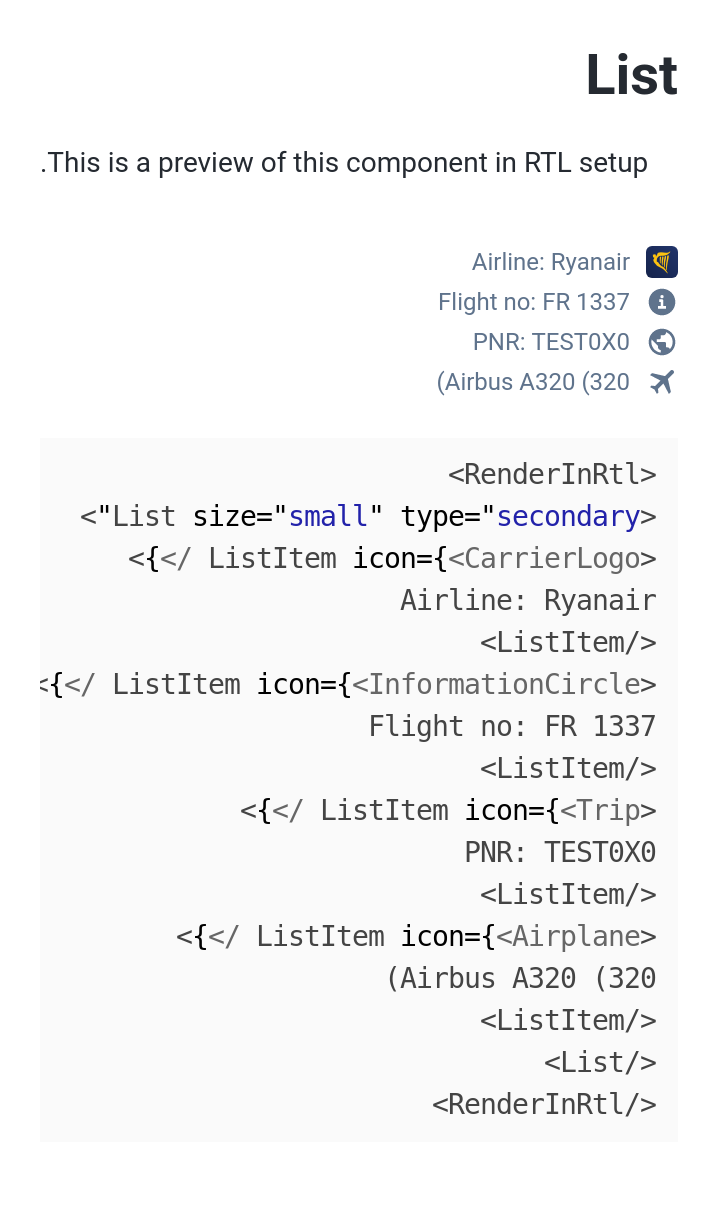 List
.This is a preview of this component in RTL setup
Airline: Ryanair
Flight no: FR 1337
PNR: TEST0X0
(Airbus A320 (320
<RenderInRtl>
<"List size="small" type="secondary>
<{</ ListItem icon={<CarrierLogo>
Airline: Ryanair
<ListItem/>
<{</ ListItem icon={<InformationCircle>
Flight no: FR 1337
<ListItem/>
<{</ ListItem icon={<Trip>
PNR: TEST0X0
<ListItem/>
<{</ ListItem icon={<Airplane>
(Airbus A320 (320
<ListItem/>
<List/>
<RenderInRtl/>